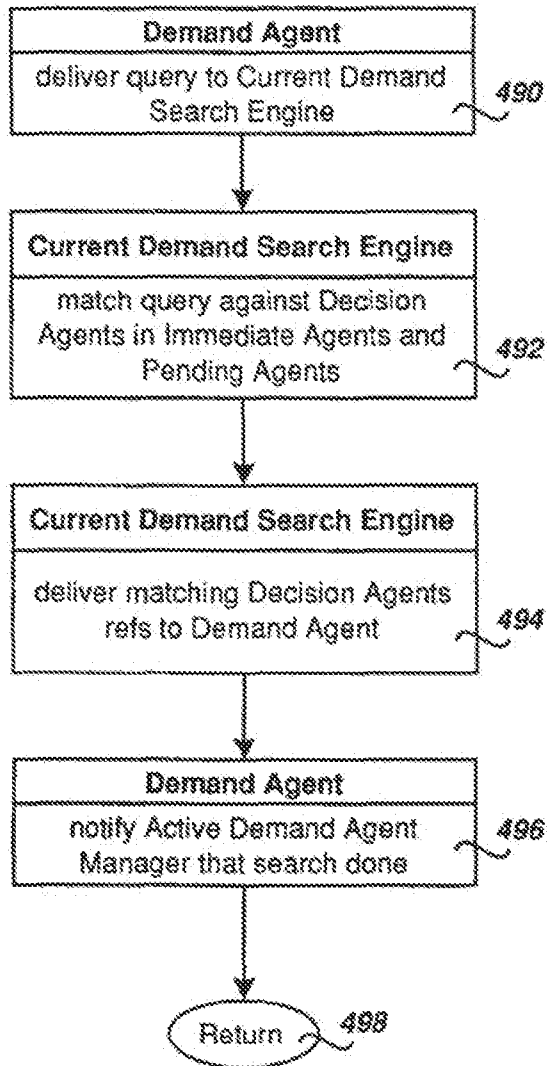 Demand Agent
deliver query to Current Demand
Search Engine
490
Current Demand Search Engine
match query against Decision
Agents in Immediate Agents and
Pending Agents
492
Current Demand Search Engine
deliver matching Decision Agents
refs to Demand Agent
494
Demand Agent
notify Active Demand Agent
Manager that search done
496
Return
498